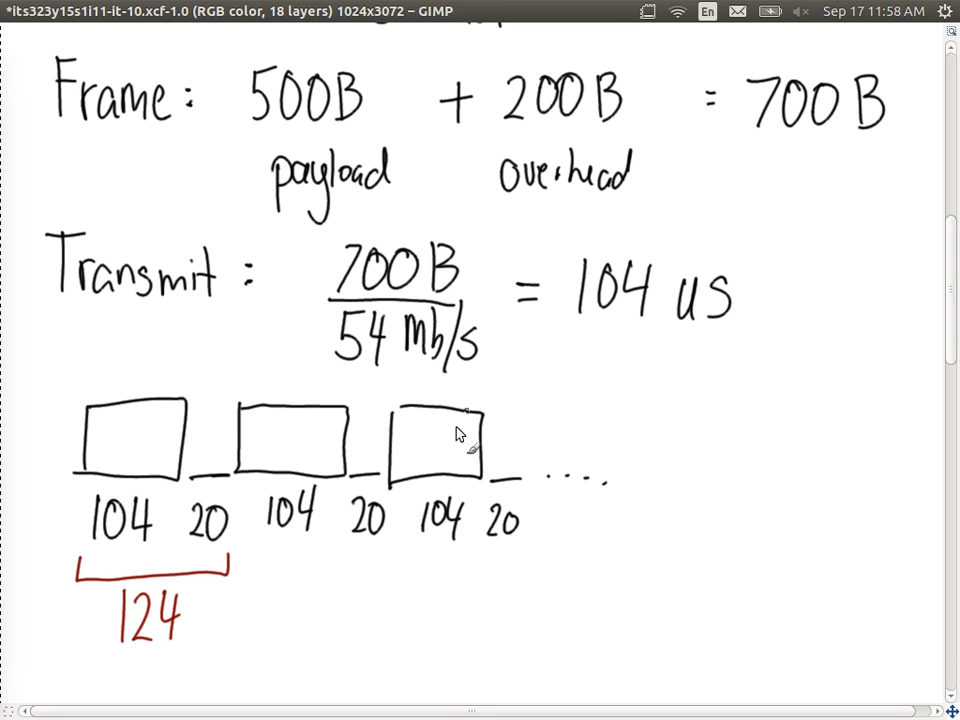 *its323y15s1i11-it-10.xcf-1.0 (RGB color, 18 layers) 1024x3072 – GIMP En Sep 17 11:58 AM
Frame: 500B + 200B = 700B
payload overhead
Transmit: 700B = 104 us
54 mb/s
....
104 20 104 20 104 20
124